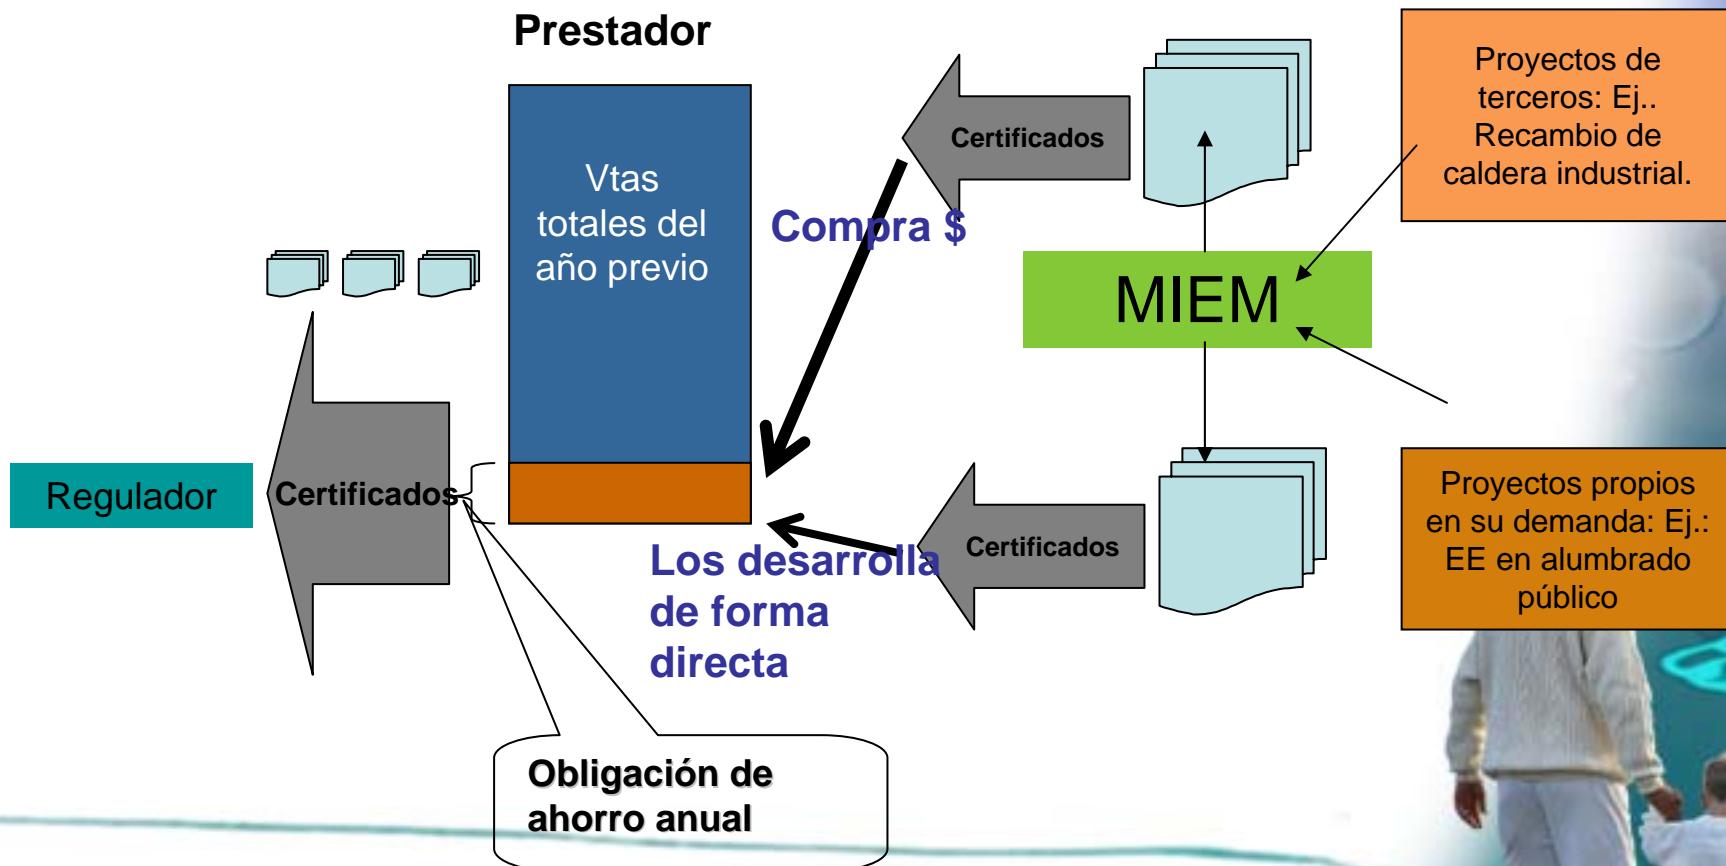 Prestador
Vtas
totales del
año previo
Compra $
Certificados
Proyectos de
terceros: Ej..
Recambio de
caldera industrial.
MIEM
Regulador
Certificados
Certificados
Los desarrolla
de forma
directa
Proyectos propios
en su demanda: Ej.:
EE en alumbrado
público
Obligación de
ahorro anual